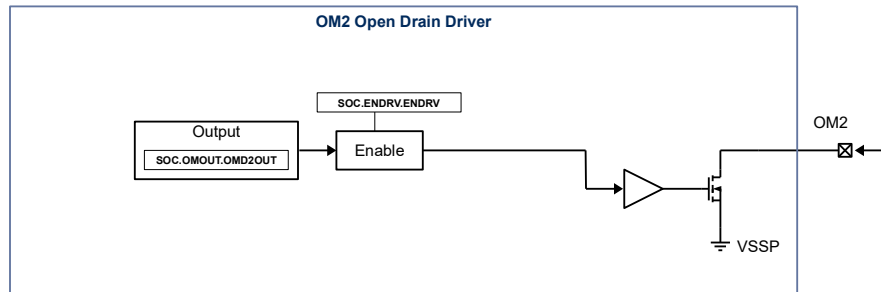 OM2 Open Drain Driver
SOC.ENDRV.ENDRV
OM2
Output
SOC.OMOUT.OMD2OUT
Enable
VSSP